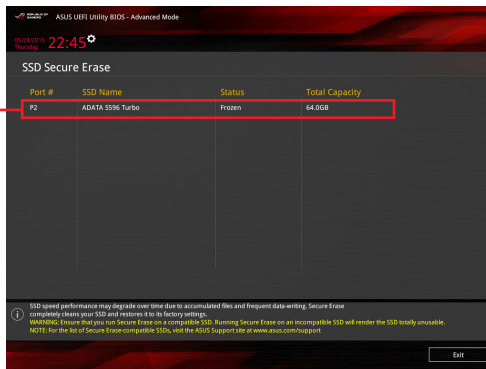 REPUBLIC OF GAMERS
ASUS UEFI Utility BIOS - Advanced Mode
Thursday
22:45
SSD Secure Erase
Port # SSD Name Status Total Capacity
P2 ADATA S596 Turbo Frozen 64.0GB
SSD speed performance may degrade over time due to accumulated files and frequent data-writing. Secure Erase
completely cleans your SSD and restores it to its factory settings.
WARNING: Ensure that you run Secure Erase on a compatible SSD. Running Secure Erase on an incompatible SSD will render the SSD totally unusable.
NOTE: For the list of Secure Erase-compatible SSDs, visit the ASUS Support site at www.asus.com/support
Exit